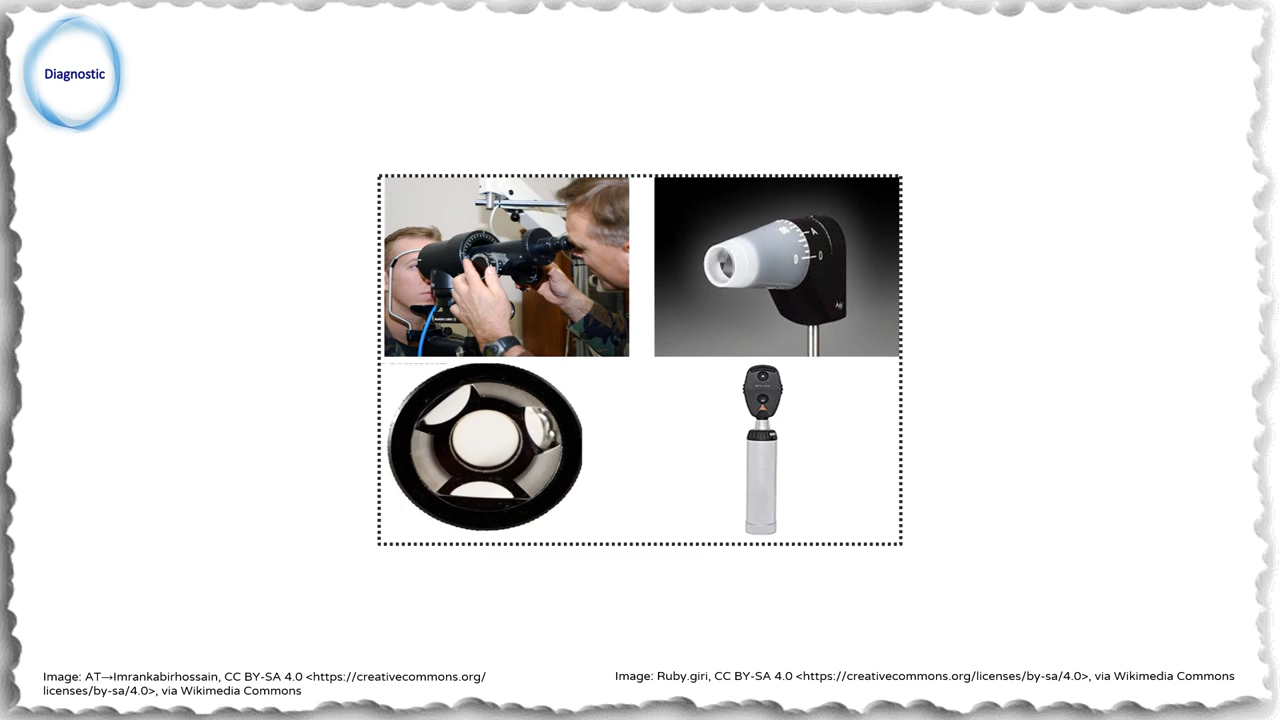 Diagnostic
Image: AT→Imrankabirhossain, CC BY-SA 4.0 <https://creativecommons.org/
licenses/by-sa/4.0>, via Wikimedia Commons
Image: Ruby.giri, CC BY-SA 4.0 <https://creativecommons.org/licenses/by-sa/4.0>, via Wikimedia Commons